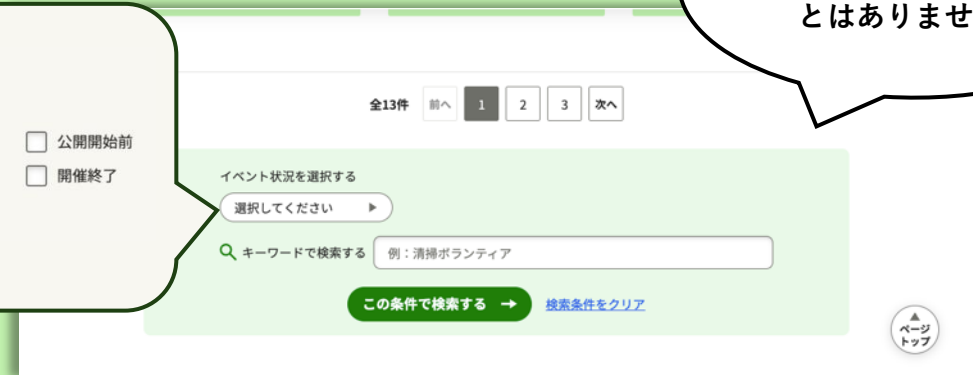 とはありませ
全13件 前へ 1 2 3 次へ
公開開始前
開催終了
イベント状況を選択する
選択してください ▶
キーワードで検索する 例：清掃ボランティア
この条件で検索する → 検索条件をクリア
▲
ページ
トップ